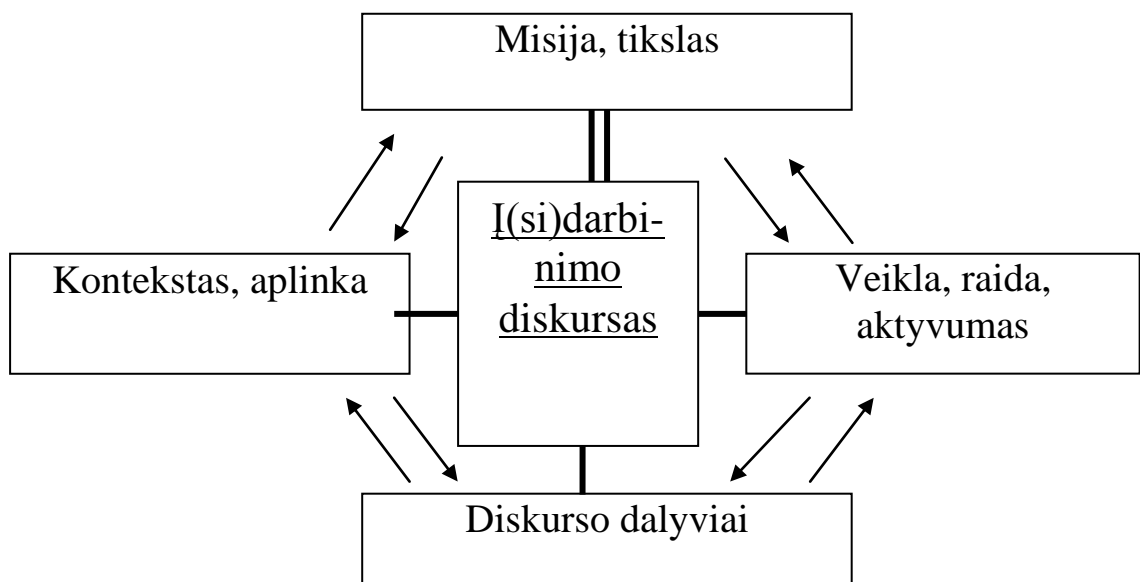 Misija, tikslas
Į(si)darbi-
nimo
diskursas
Kontekstas, aplinka
Veikla, raida,
aktyvumas
Diskurso dalyviai